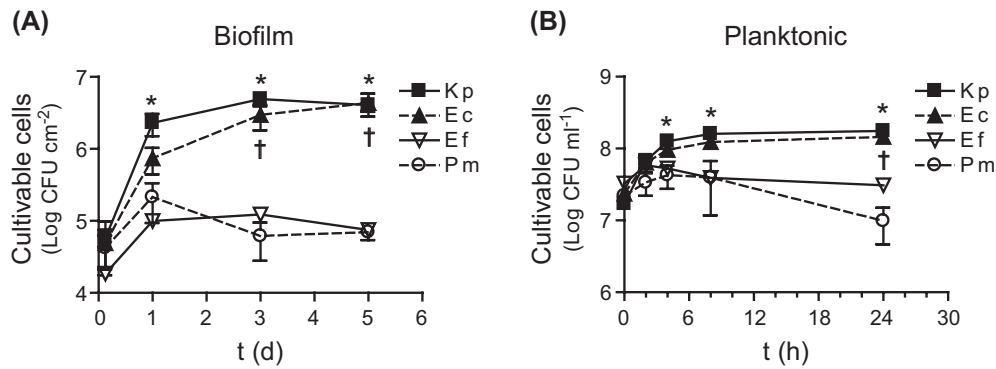 (A)
Biofilm
Cultivable cells
(Log CFU cm-2)
7
6
5
4
*
*
*
†
†
0
1
3
5
6
t (d)
Kp
Ec
Ef
Pm
(B)
Planktonic
Cultivable cells
(Log CFU ml-1)
9
8
7
6
*
*
*
†
0
6
12
18
24
30
t (h)
Kp
Ec
Ef
Pm